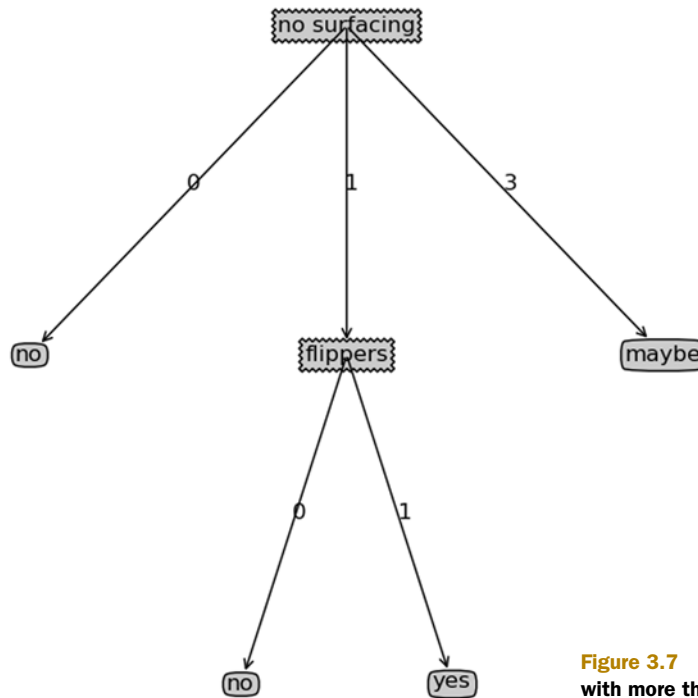 no surfacing
0 1 3
no flippers maybe
0 1
no yes
Figure 3.7
with more th